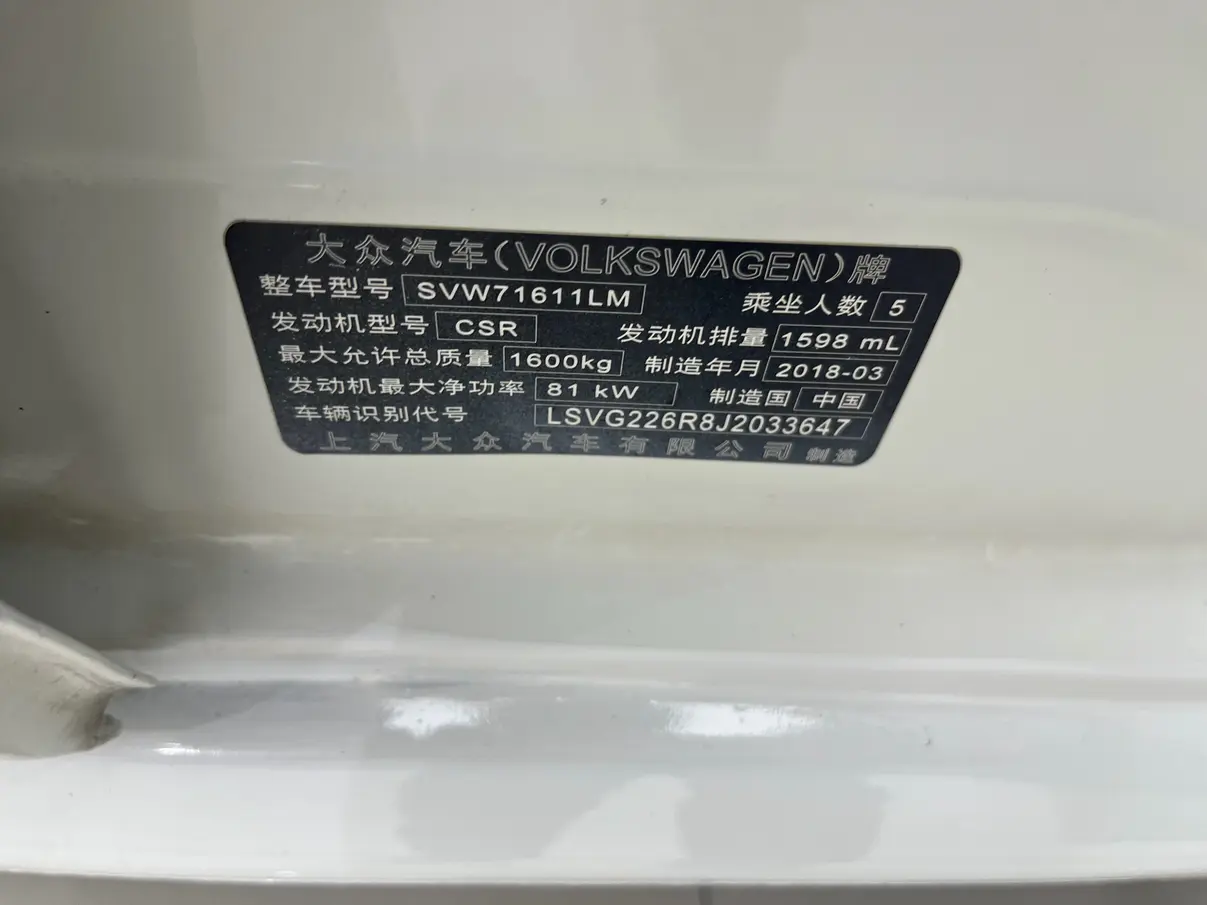 大众汽车(VOLKSWAGEN)牌
整车型号 SVW71611LM 乘坐人数 5
发动机型号 CSR 发动机排量 1598 mL
最大允许总质量 1600kg 制造年月 2018-03
发动机最大净功率 81 kW 制造国 中国
车辆识别代号 LSVG226R8J2033647
上汽大众汽车有限公司 制造